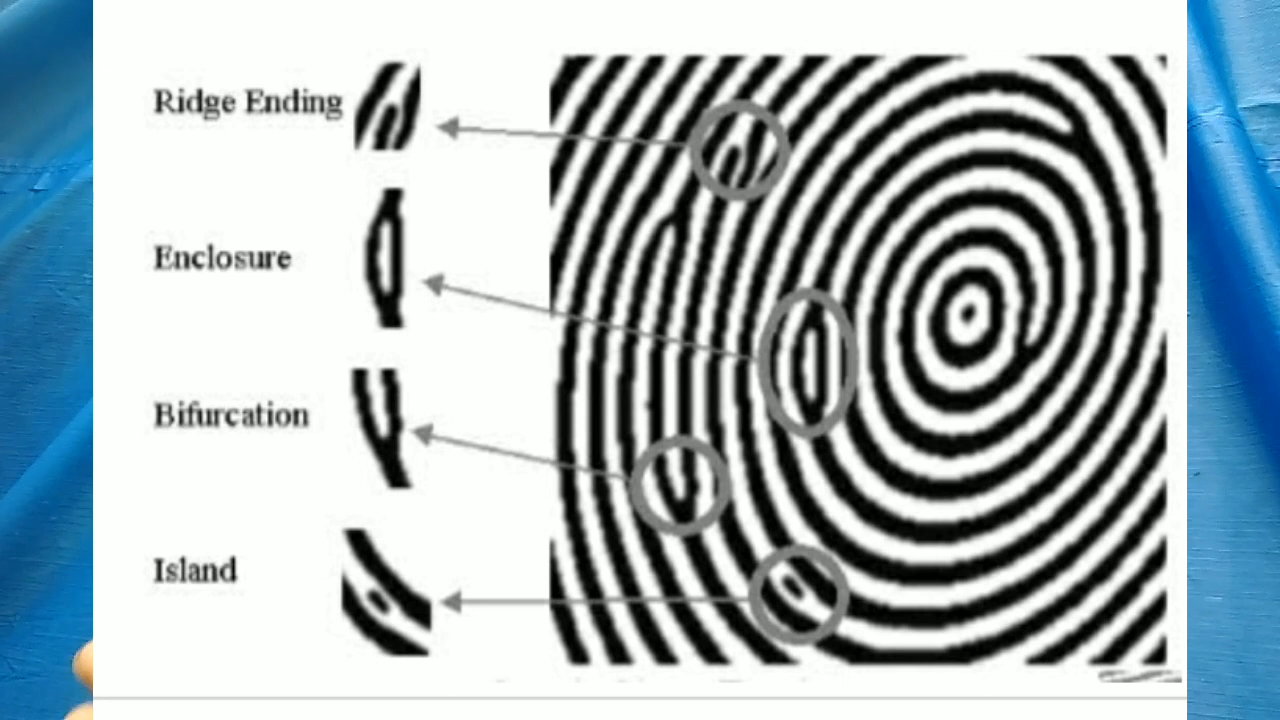 Ridge Ending
Enclosure
Bifurcation
Island